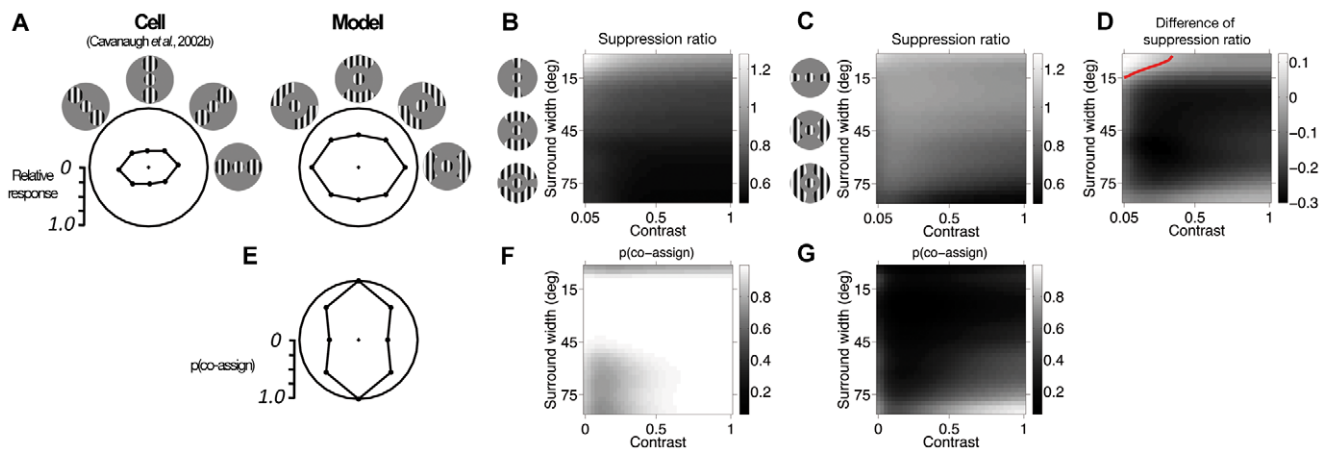 A
Cell
(Cavanaugh et al., 2002b)
Model
Relative
response
0
1.0
B
Suppression ratio
Surround width (deg)
15
45
75
0.05
0.5
1
Contrast
1.2
1
0.8
0.6
C
Suppression ratio
Surround width (deg)
15
45
75
0.05
0.5
1
Contrast
1.2
1
0.8
0.6
D
Difference of
suppression ratio
Surround width (deg)
15
45
75
0.05
0.5
1
Contrast
0.1
0
−0.1
−0.2
−0.3
E
p(co-assign)
0
1.0
F
p(co−assign)
Surround width (deg)
15
45
75
0
0.5
1
Contrast
0.8
0.6
0.4
0.2
G
p(co−assign)
Surround width (deg)
15
45
75
0
0.5
1
Contrast
0.8
0.6
0.4
0.2